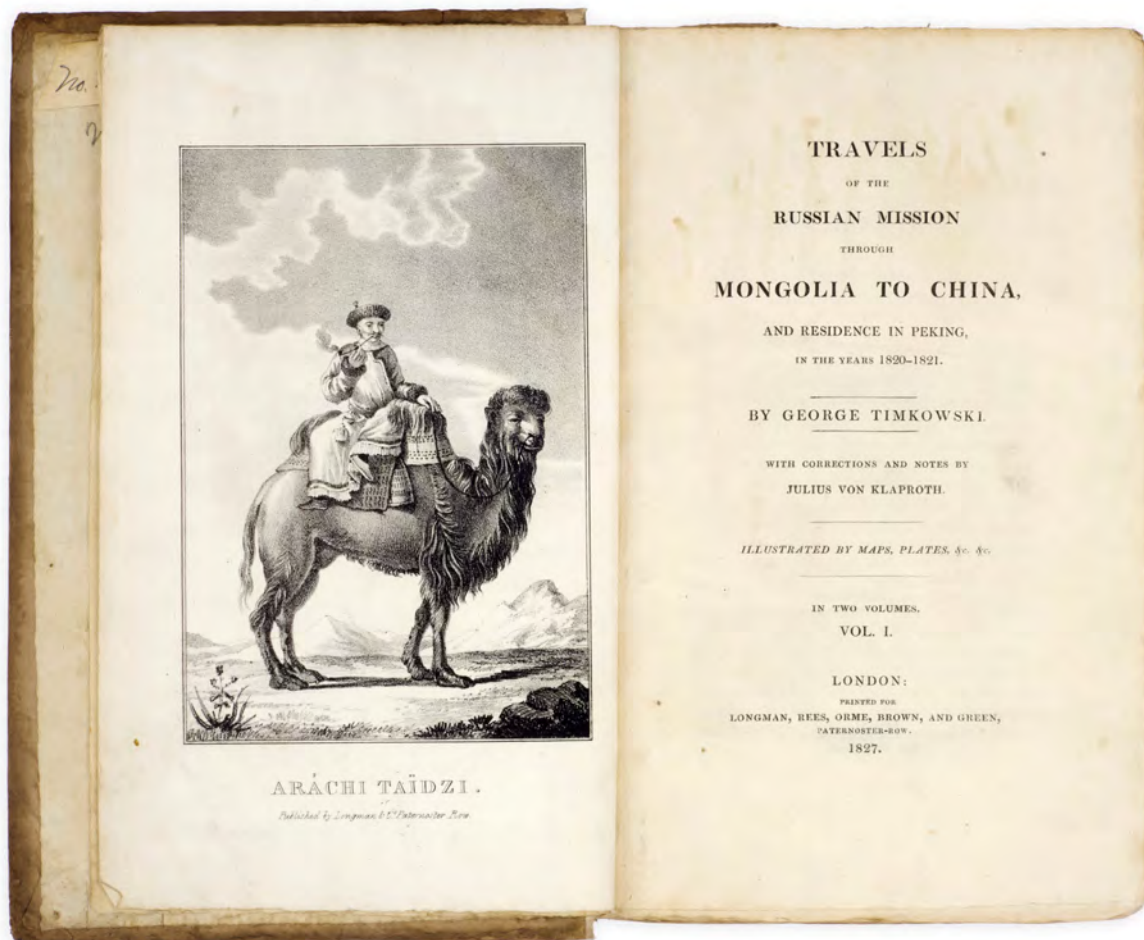 No.
ARÁCHI TAÏDZI.
Published by Longman & Co. Paternoster Row.
TRAVELS
OF THE
RUSSIAN MISSION
THROUGH
MONGOLIA TO CHINA,
AND RESIDENCE IN PEKING,
IN THE YEARS 1820–1821.
BY GEORGE TIMKOWSKI.
WITH CORRECTIONS AND NOTES BY
JULIUS VON KLAPROTH.
ILLUSTRATED BY MAPS, PLATES, &c. &c.
IN TWO VOLUMES.
VOL. I.
LONDON:
PRINTED FOR
LONGMAN, REES, ORME, BROWN, AND GREEN,
PATERNOSTER-ROW.
1827.